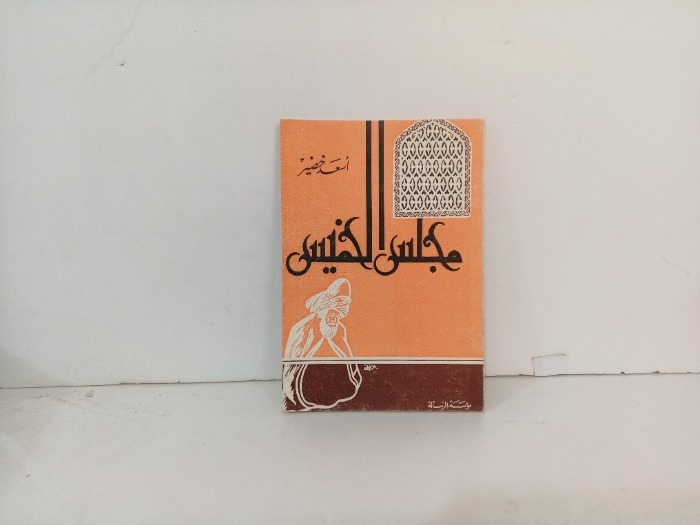 أسعد خضير
مجلس الخميس
مؤسسة الرسالة